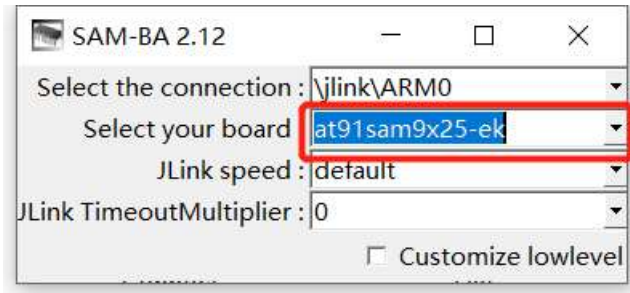 SAM-BA 2.12
Select the connection : \jlink\ARM0
Select your board at91sam9x25-ek
JLink speed : default
JLink TimeoutMultiplier : 0
Customize lowlevel